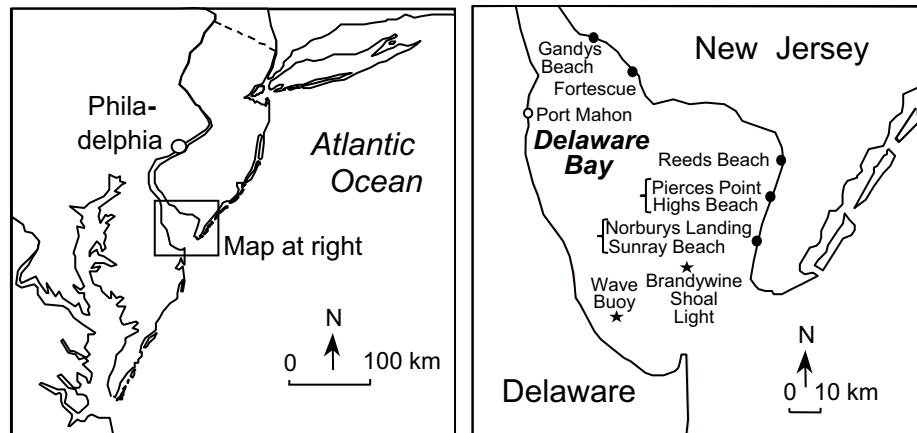 Phila-
delphia
Atlantic
Ocean
Map at right
N
0 100 km
New Jersey
Gandys
Beach
Fortescue
Port Mahon
Delaware
Bay
Reeds Beach
Pierces Point
Highs Beach
Norburys Landing
Sunray Beach
Wave
Buoy
Brandywine
Shoal
Light
N
Delaware
0 10 km